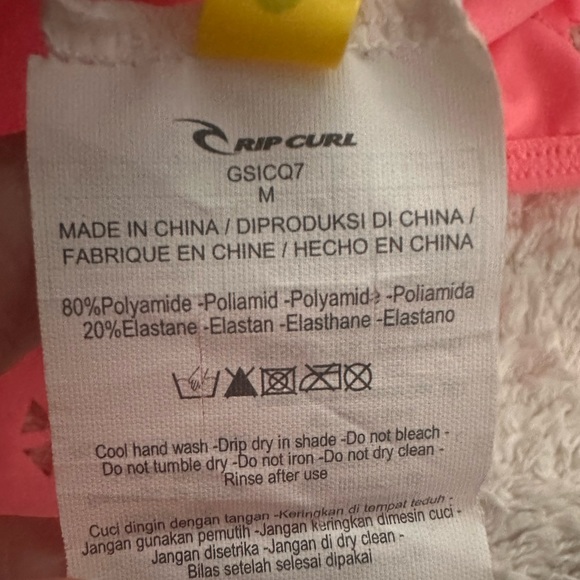 RIP CURL
GSICQ7
M
MADE IN CHINA / DIPRODUKSI DI CHINA /
FABRIQUE EN CHINE / HECHO EN CHINA
80%Polyamide -Poliamid -Polyamide -Poliamida
20%Elastane -Elastan -Elasthane -Elastano
Cool hand wash -Drip dry in shade -Do not bleach -
Do not tumble dry -Do not iron -Do not dry clean -
Rinse after use
Cuci dingin dengan tangan -Keringkan di tempat teduh -
Jangan gunakan pemutih -Jangan keringkan dimesin cuci -
Jangan disetrika -Jangan di dry clean -
Bilas setelah selesai dipakai